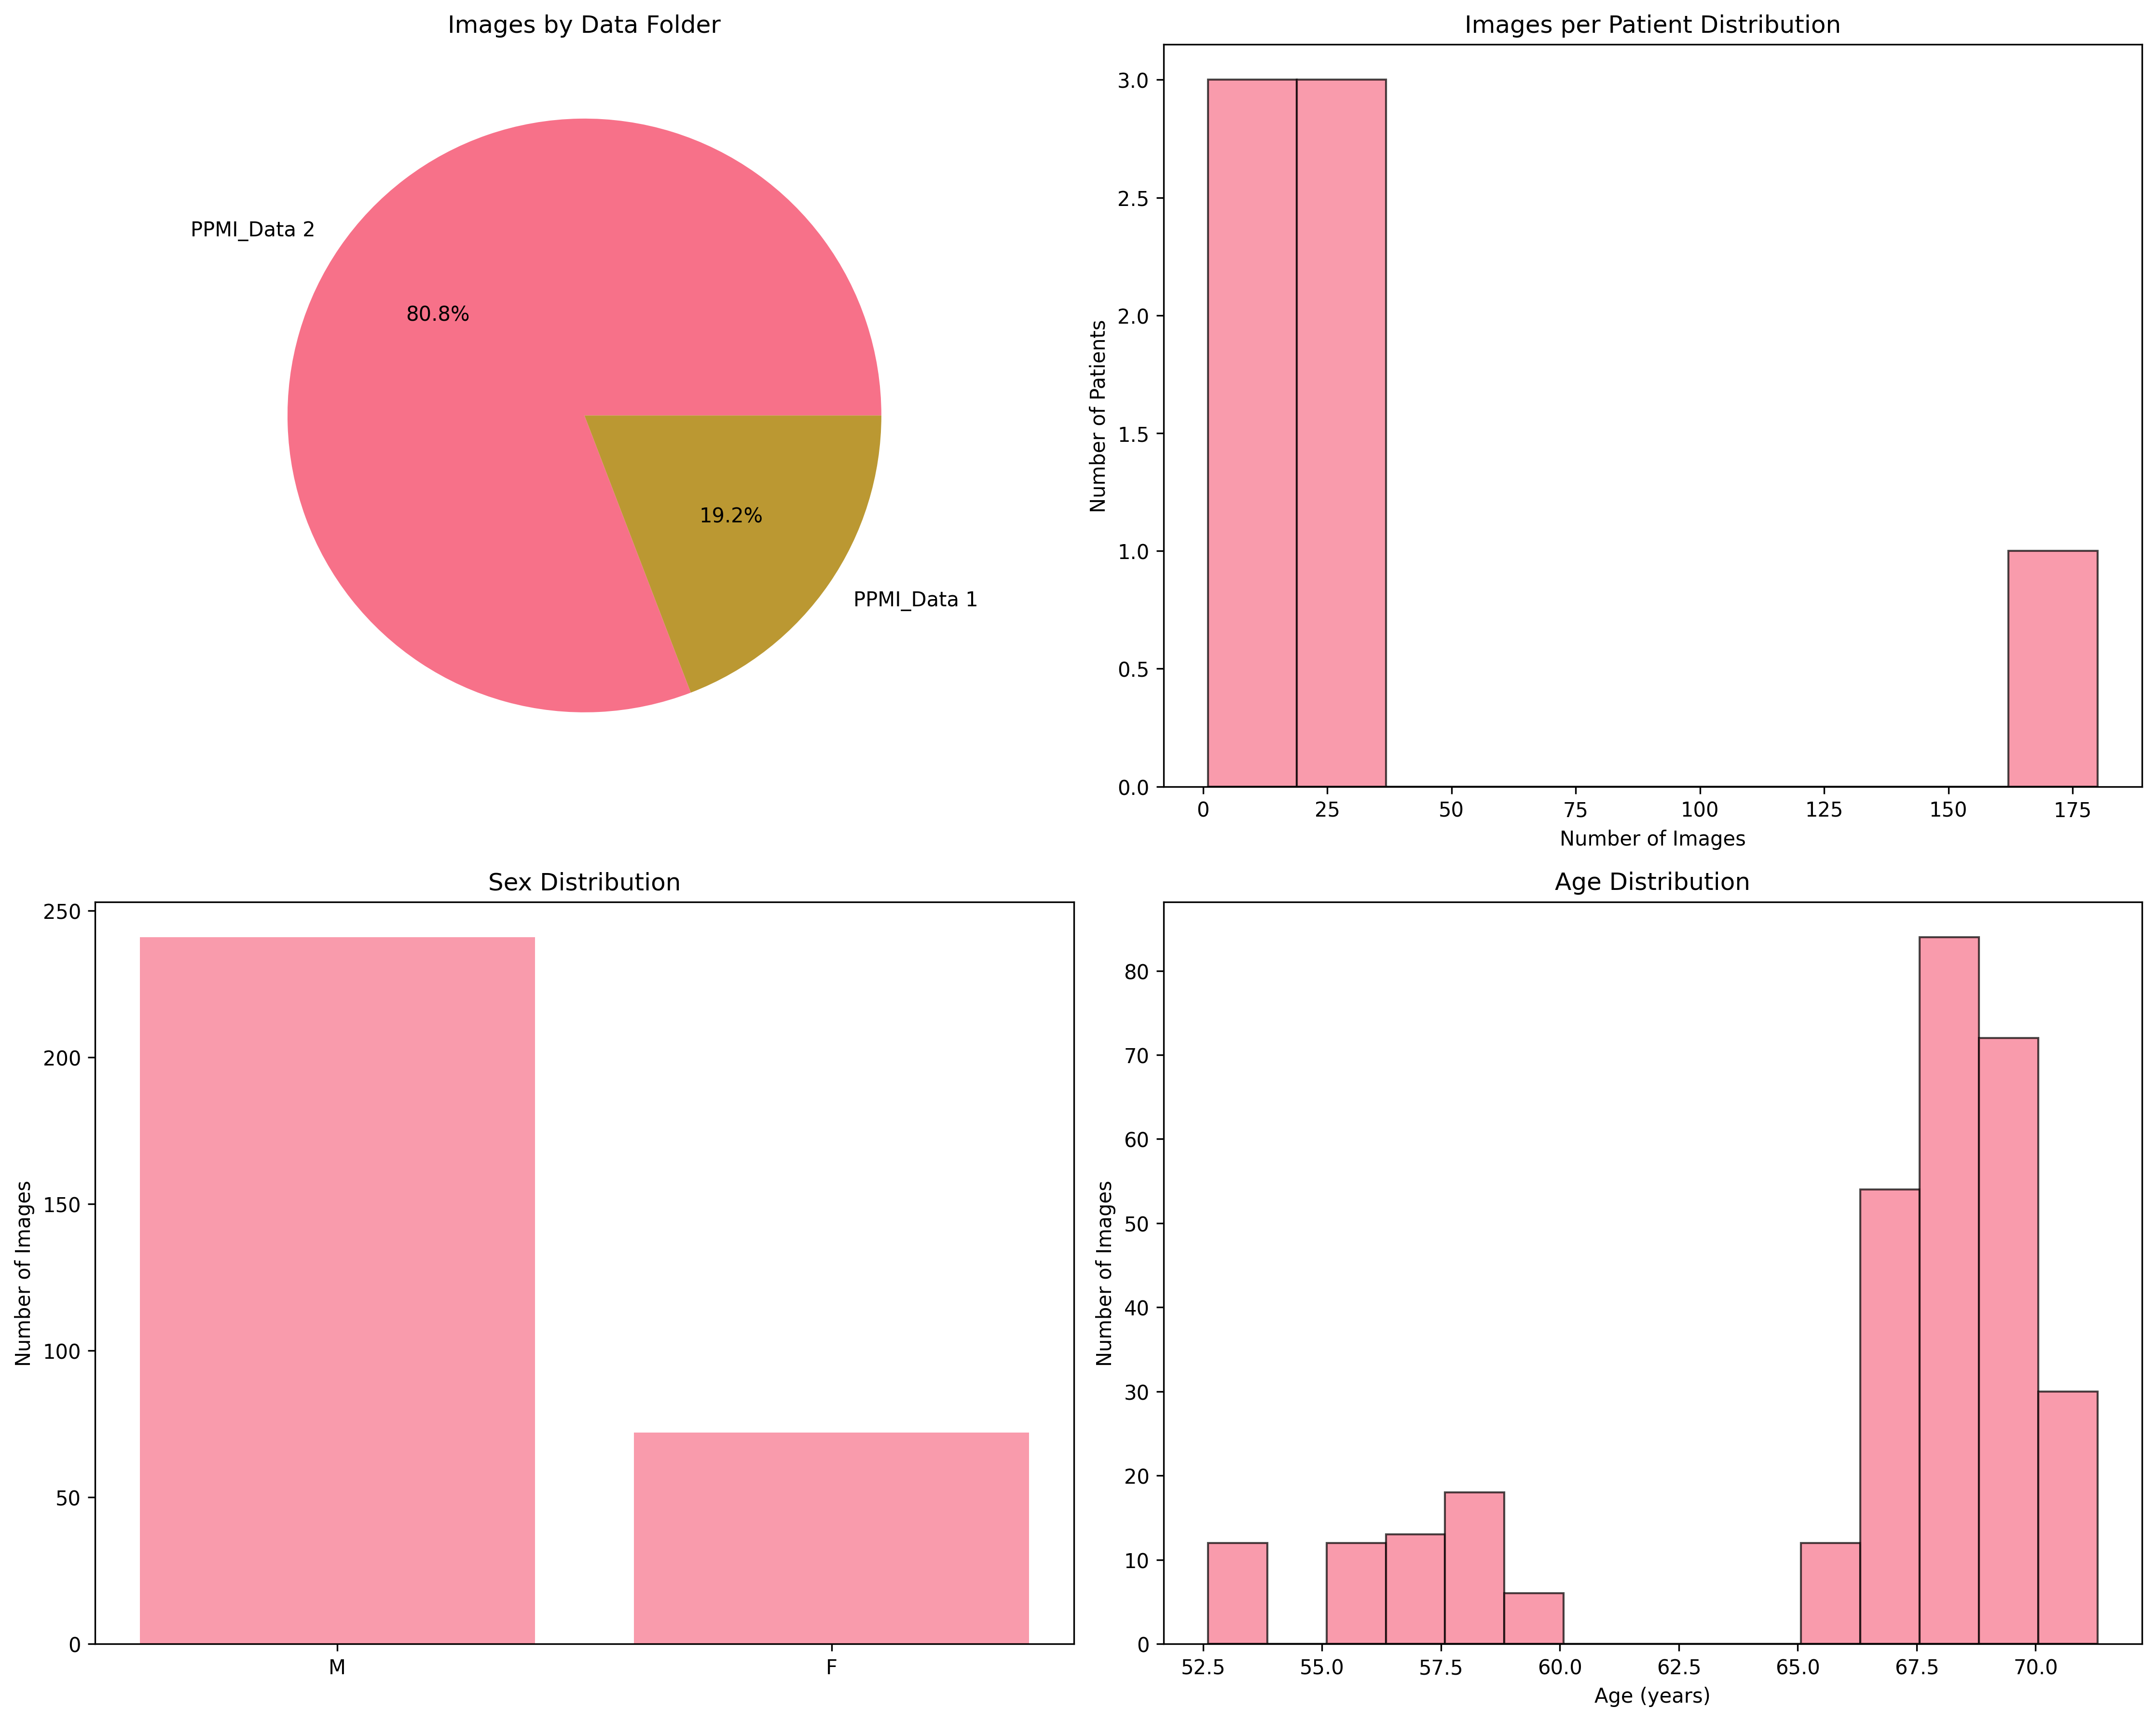 Images by Data Folder
PPMI_Data 2
80.8%
19.2%
PPMI_Data 1
Images per Patient Distribution
Number of Patients
3.0
2.5
2.0
1.5
1.0
0.5
0.0
0 25 50 75 100 125 150 175
Number of Images
Sex Distribution
Number of Images
250
200
150
100
50
0
M F
Age Distribution
Number of Images
80
70
60
50
40
30
20
10
0
52.5 55.0 57.5 60.0 62.5 65.0 67.5 70.0
Age (years)